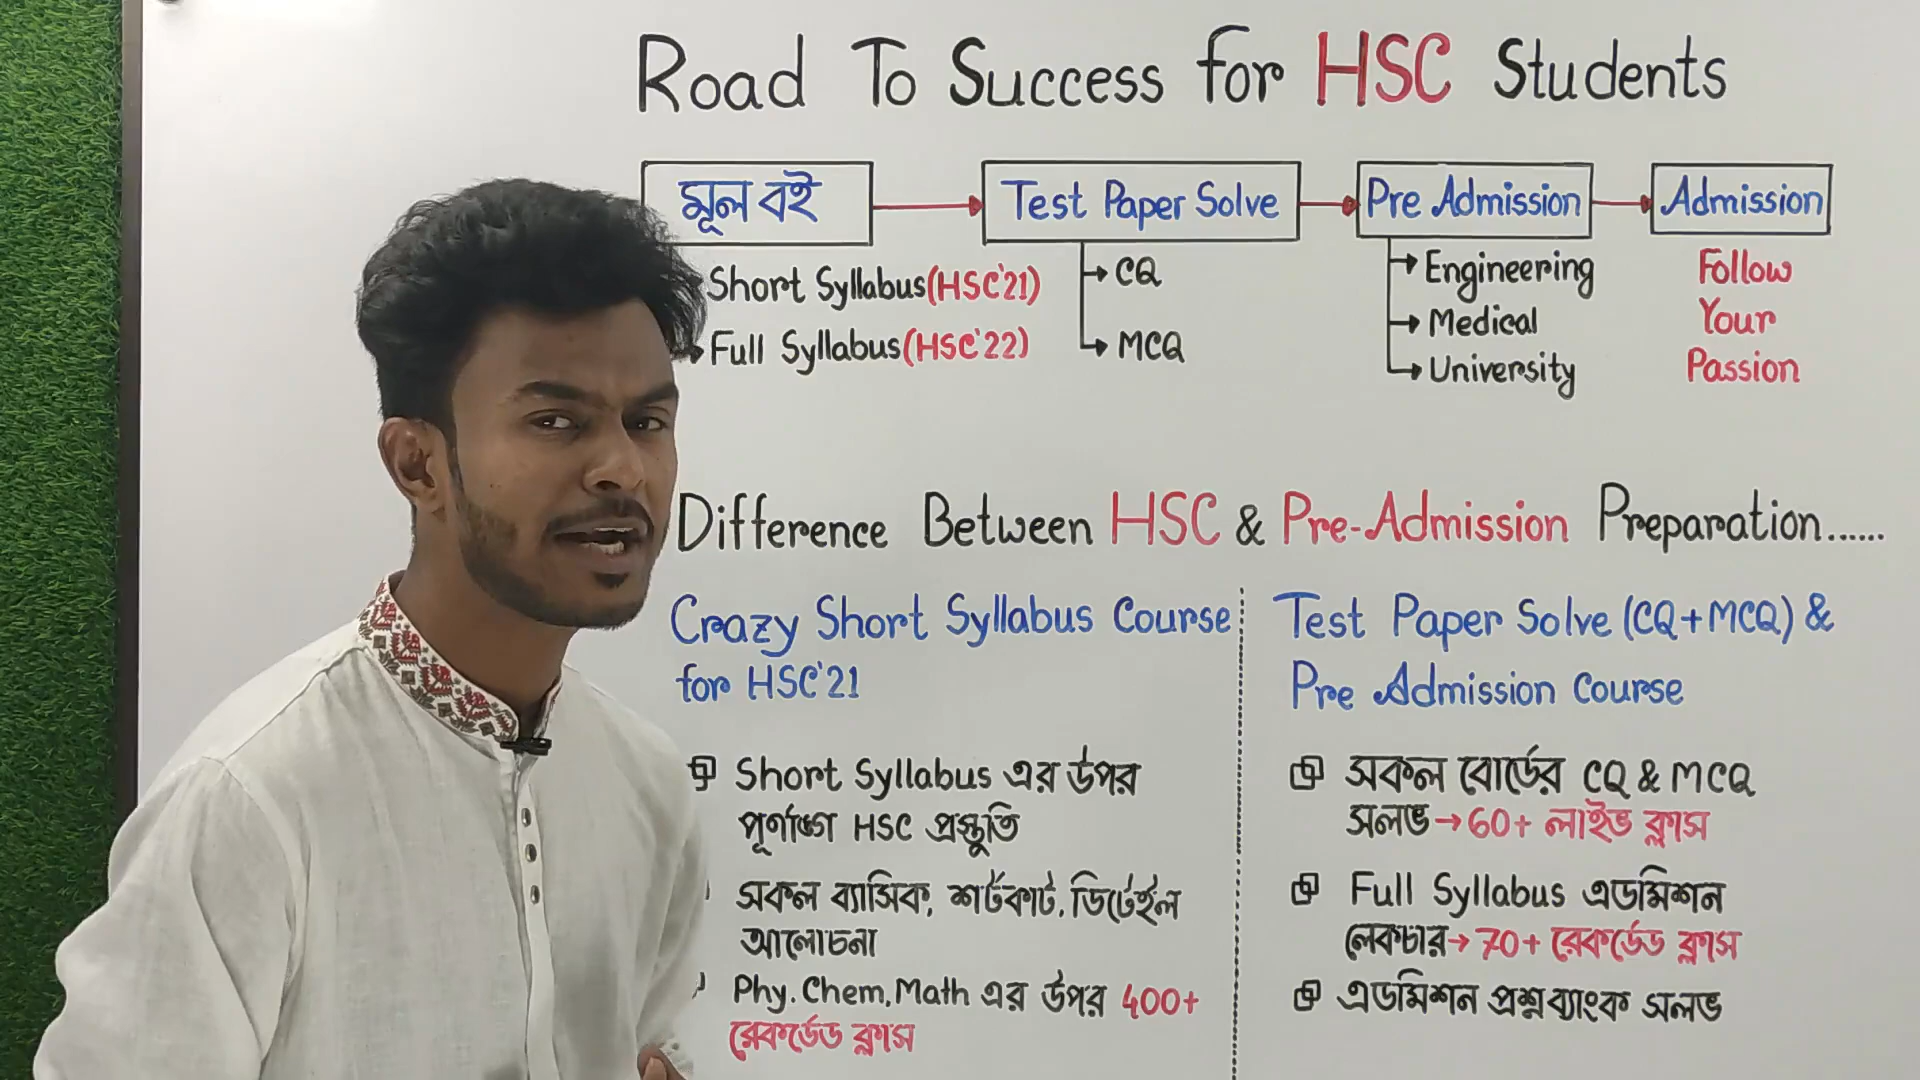 Road To Success for HSC Students
মূল বই
Test Paper Solve
Pre Admission
Admission
Short Syllabus(HSC'21)
Full Syllabus(HSC'22)
CQ
MCQ
Engineering
Medical
University
Follow
Your
Passion
Difference Between HSC & Pre-Admission Preparation......
Crazy Short Syllabus Course
for HSC'21
Short Syllabus এর উপর
পূর্ণাঙ্গ HSC প্রস্তুতি
সকল ব্যাসিক, শর্টকাট, ডিটেইল
আলোচনা
Phy. Chem, Math এর উপর 400+
রেকর্ডেড ক্লাস
Test Paper Solve (CQ+MCQ) &
Pre Admission Course
সকল বোর্ডের CQ & MCQ
সলভ→60+ লাইভ ক্লাস
Full Syllabus এডমিশন
লেকচার→70+ রেকর্ডেড ক্লাস
এডমিশন প্রশ্নব্যাংক সলভ